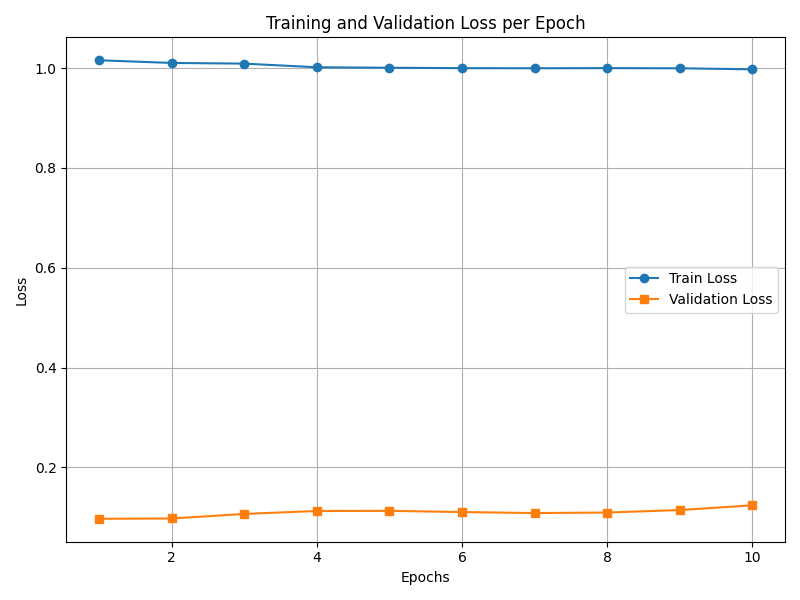 Training and Validation Loss per Epoch
1.0
0.8
0.6
0.4
0.2
Loss
Train Loss
Validation Loss
2 4 6 8 10
Epochs